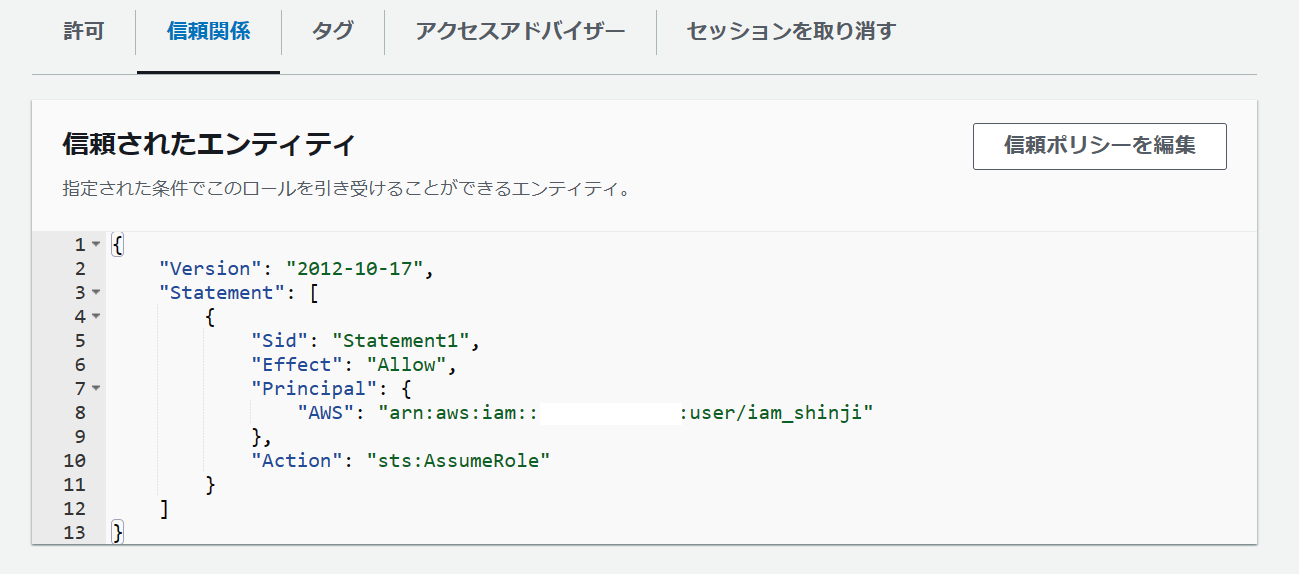 許可 信頼関係 タグ アクセスアドバイザー セッションを取り消す
信頼されたエンティティ
信頼ポリシーを編集
指定された条件でこのロールを引き受けることができるエンティティ。
1 {
2 "Version": "2012-10-17",
3 "Statement": [
4 {
5 "Sid": "Statement1",
6 "Effect": "Allow",
7 "Principal": {
8 "AWS": "arn:aws:iam:: :user/iam_shinji"
9 },
10 "Action": "sts:AssumeRole"
11 }
12 ]
13 }